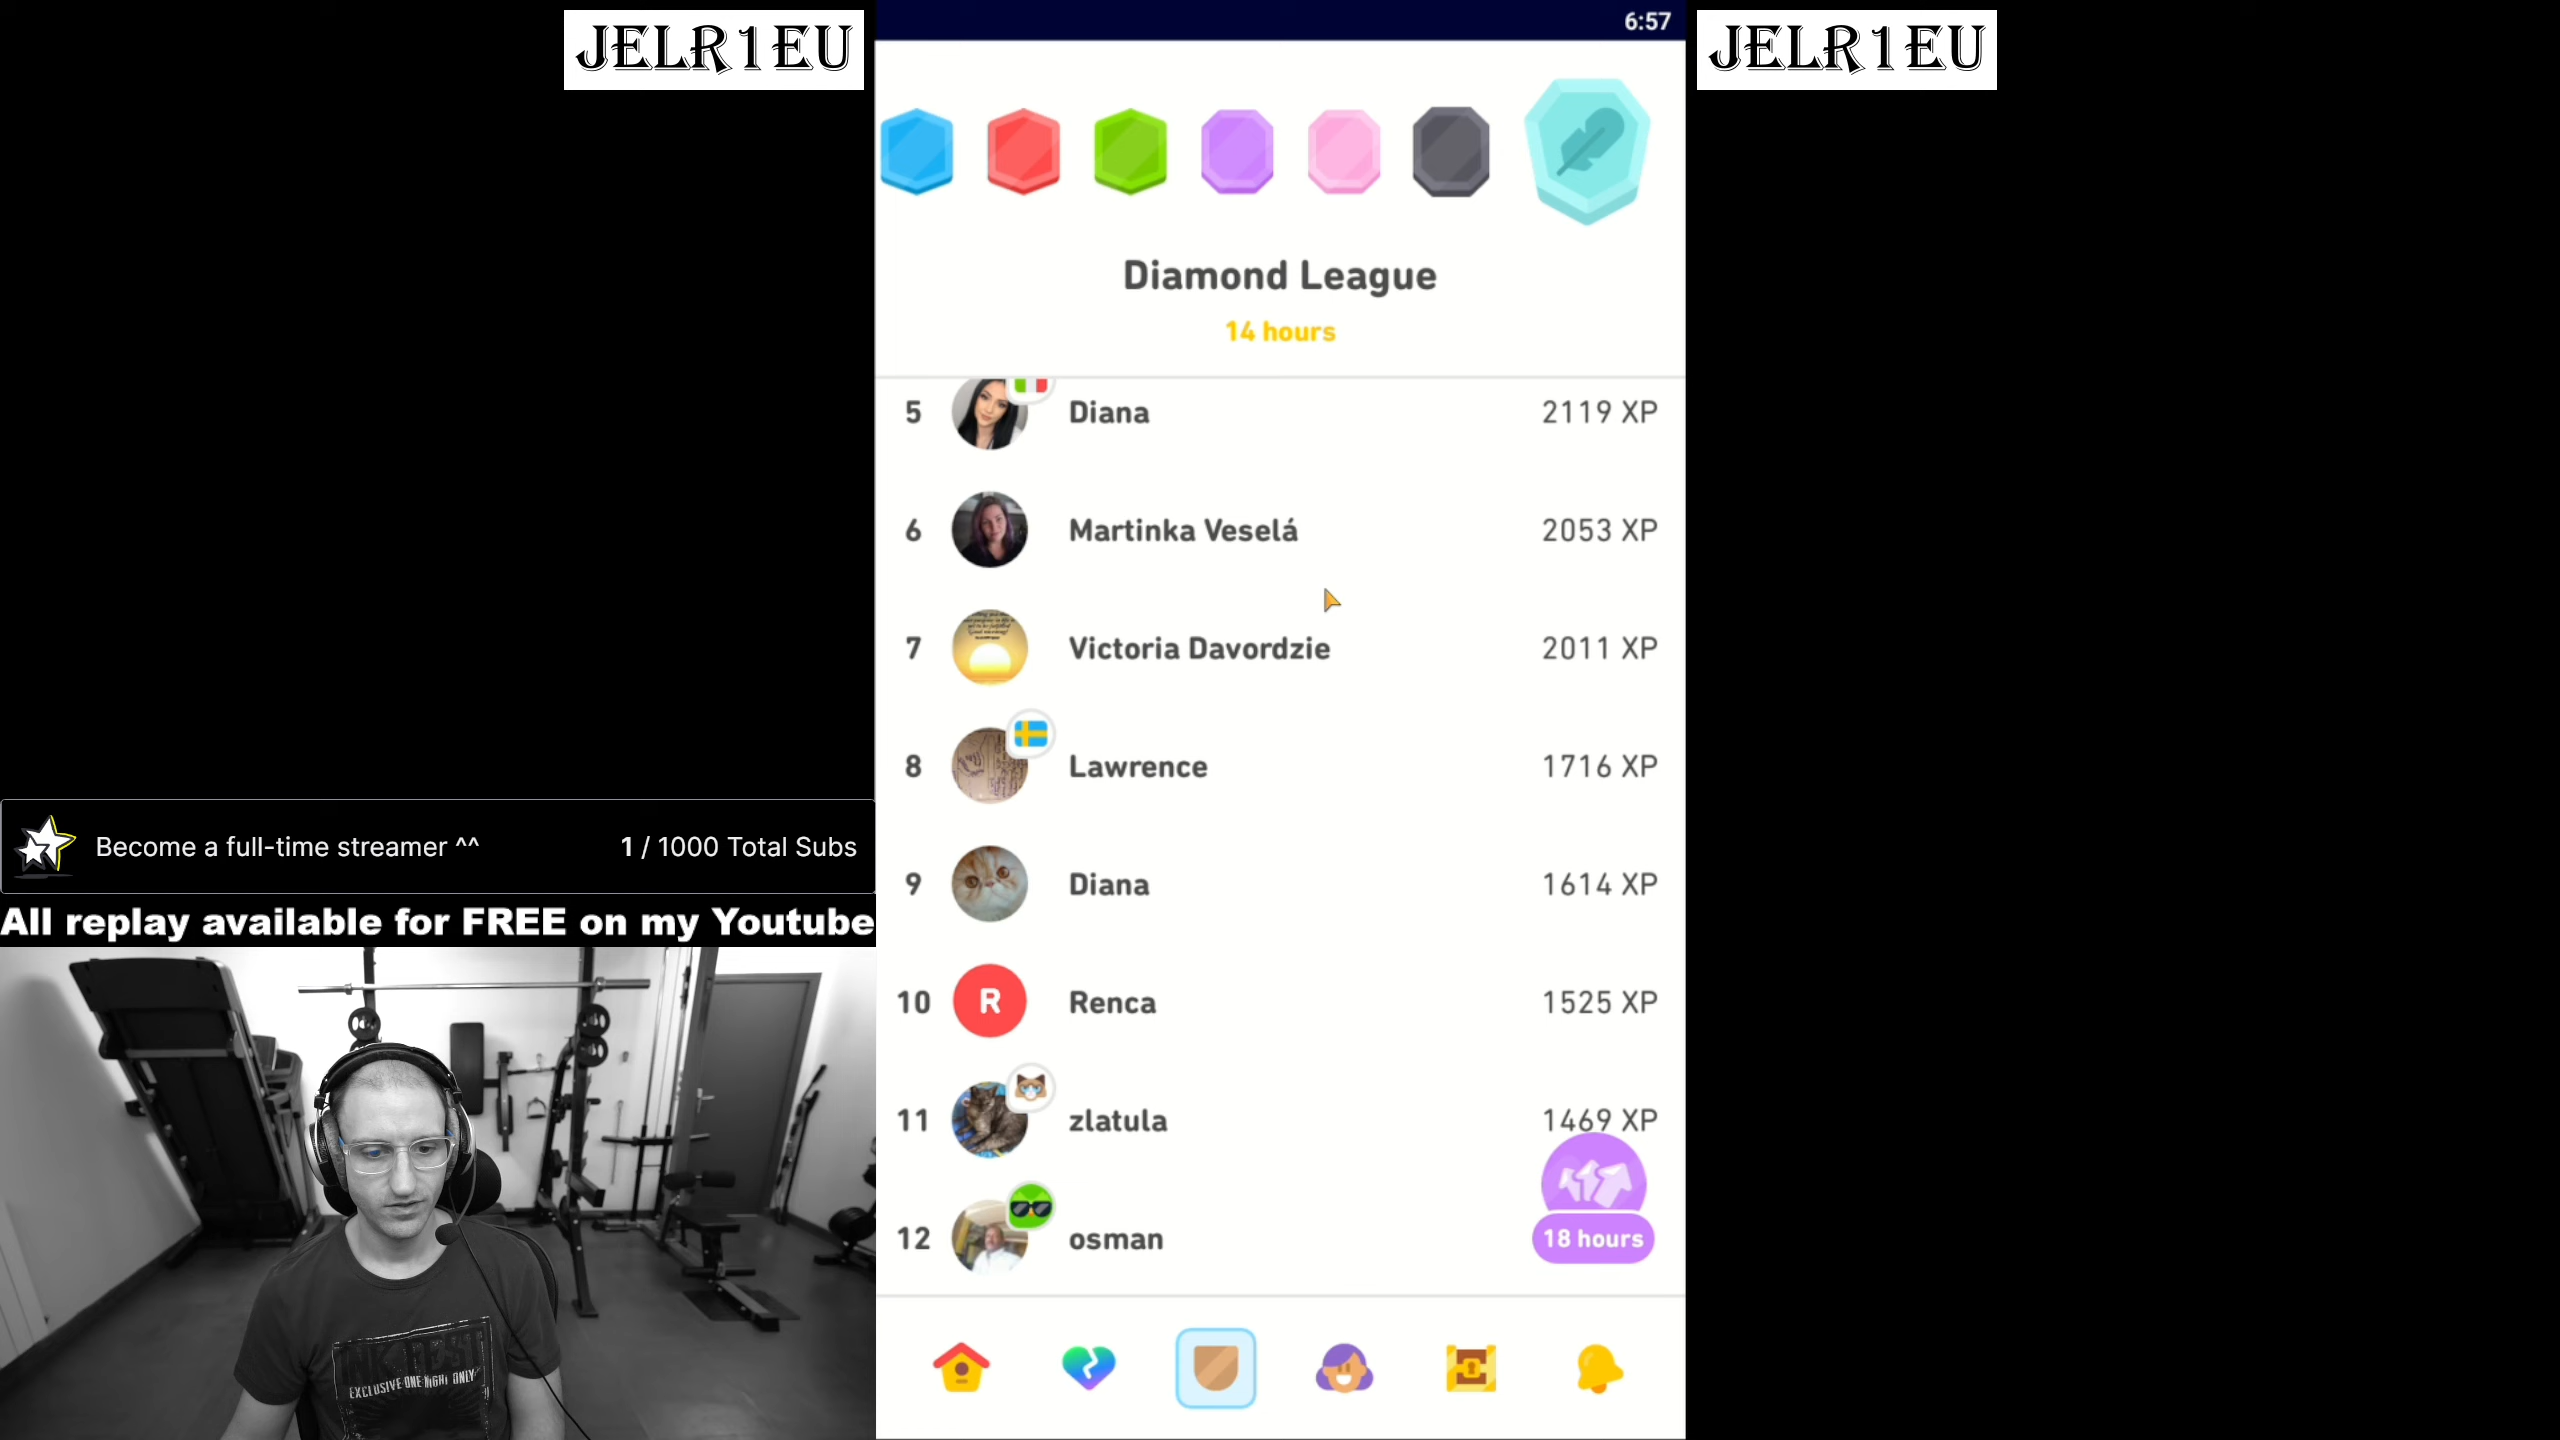 JELR1EU
6:57
JELR1EU
Diamond League
14 hours
5 Diana 2119 XP
6 Martinka Veselá 2053 XP
7 Victoria Davordzie 2011 XP
8 Lawrence 1716 XP
9 Diana 1614 XP
10 R Renca 1525 XP
11 zlatula 1469 XP
12 osman
18 hours
Become a full-time streamer ^^ 1 / 1000 Total Subs
All replay available for FREE on my Youtube
EXCLUSIVE ONE NIGHT ONLY